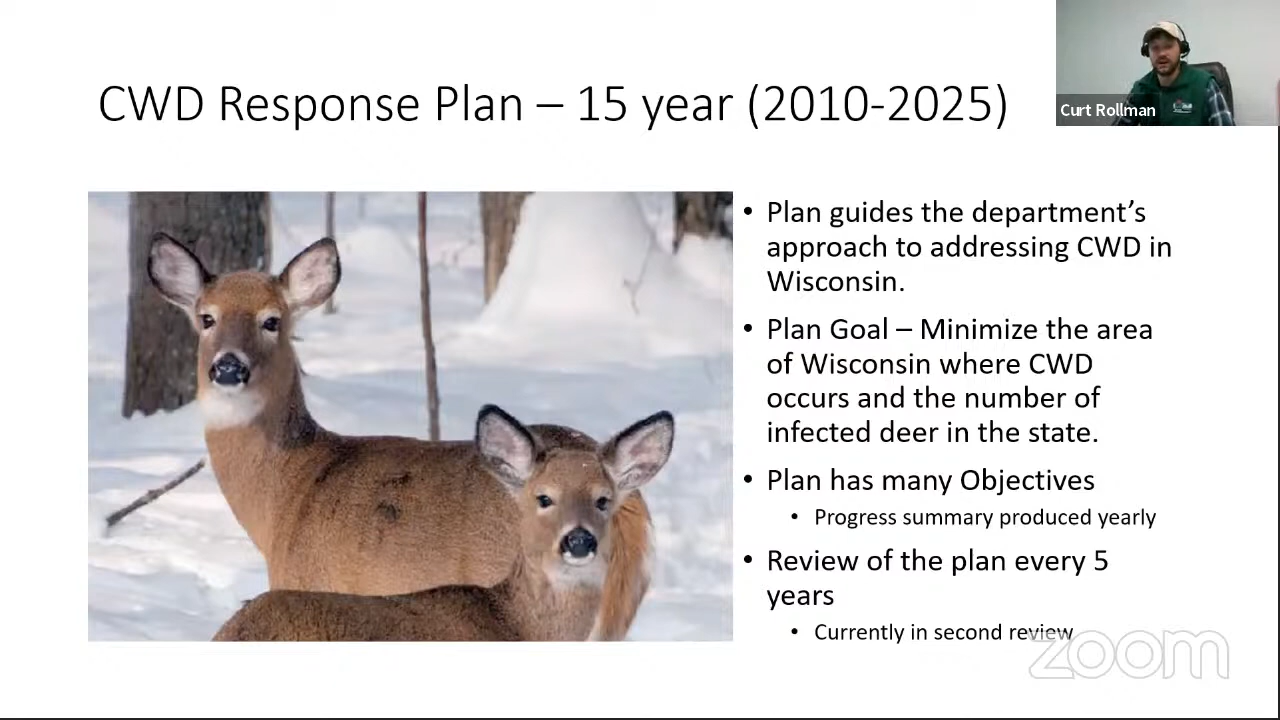 CWD Response Plan – 15 year (2010-2025)
Curt Rollman
• Plan guides the department’s
approach to addressing CWD in
Wisconsin.
• Plan Goal – Minimize the area
of Wisconsin where CWD
occurs and the number of
infected deer in the state.
• Plan has many Objectives
• Progress summary produced yearly
• Review of the plan every 5
years
• Currently in second review
zoom